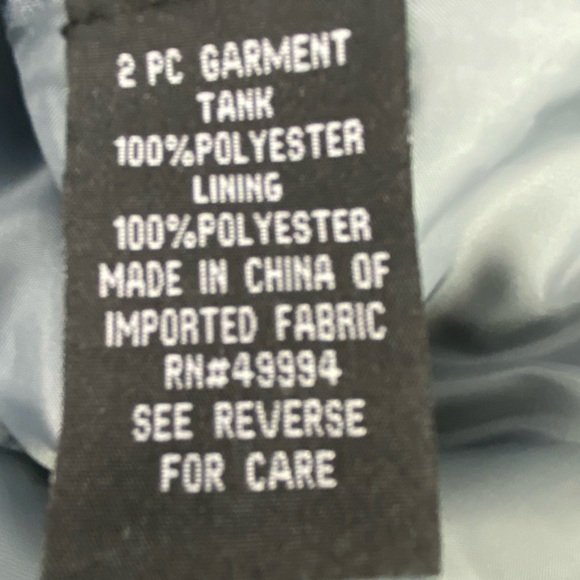 2 PC GARMENT
TANK
100%POLYESTER
LINING
100%POLYESTER
MADE IN CHINA OF
IMPORTED FABRIC
RN#49994
SEE REVERSE
FOR CARE